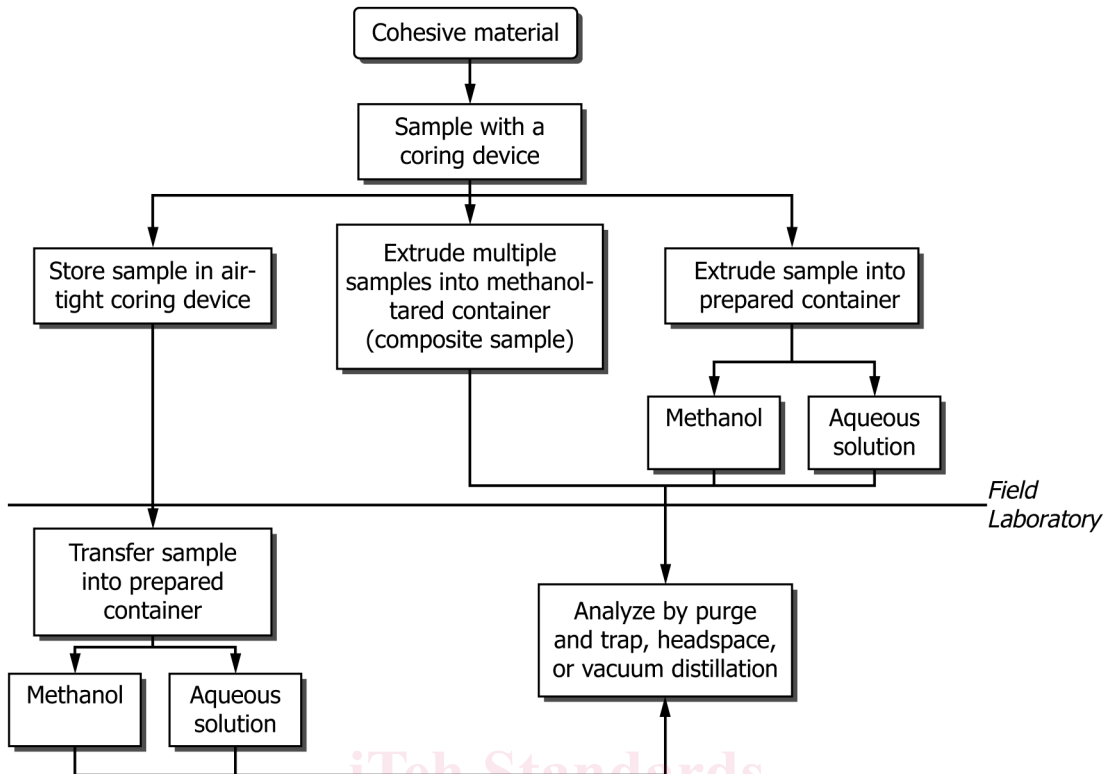 Cohesive material
Sample with a
coring device
Store sample in air-
tight coring device
Extrude multiple
samples into methanol-
tared container
(composite sample)
Extrude sample into
prepared container
Methanol
Aqueous
solution
Field
Laboratory
Transfer sample
into prepared
container
Analyze by purge
and trap, headspace,
or vacuum distillation
Methanol
Aqueous
solution
iTeh Standards